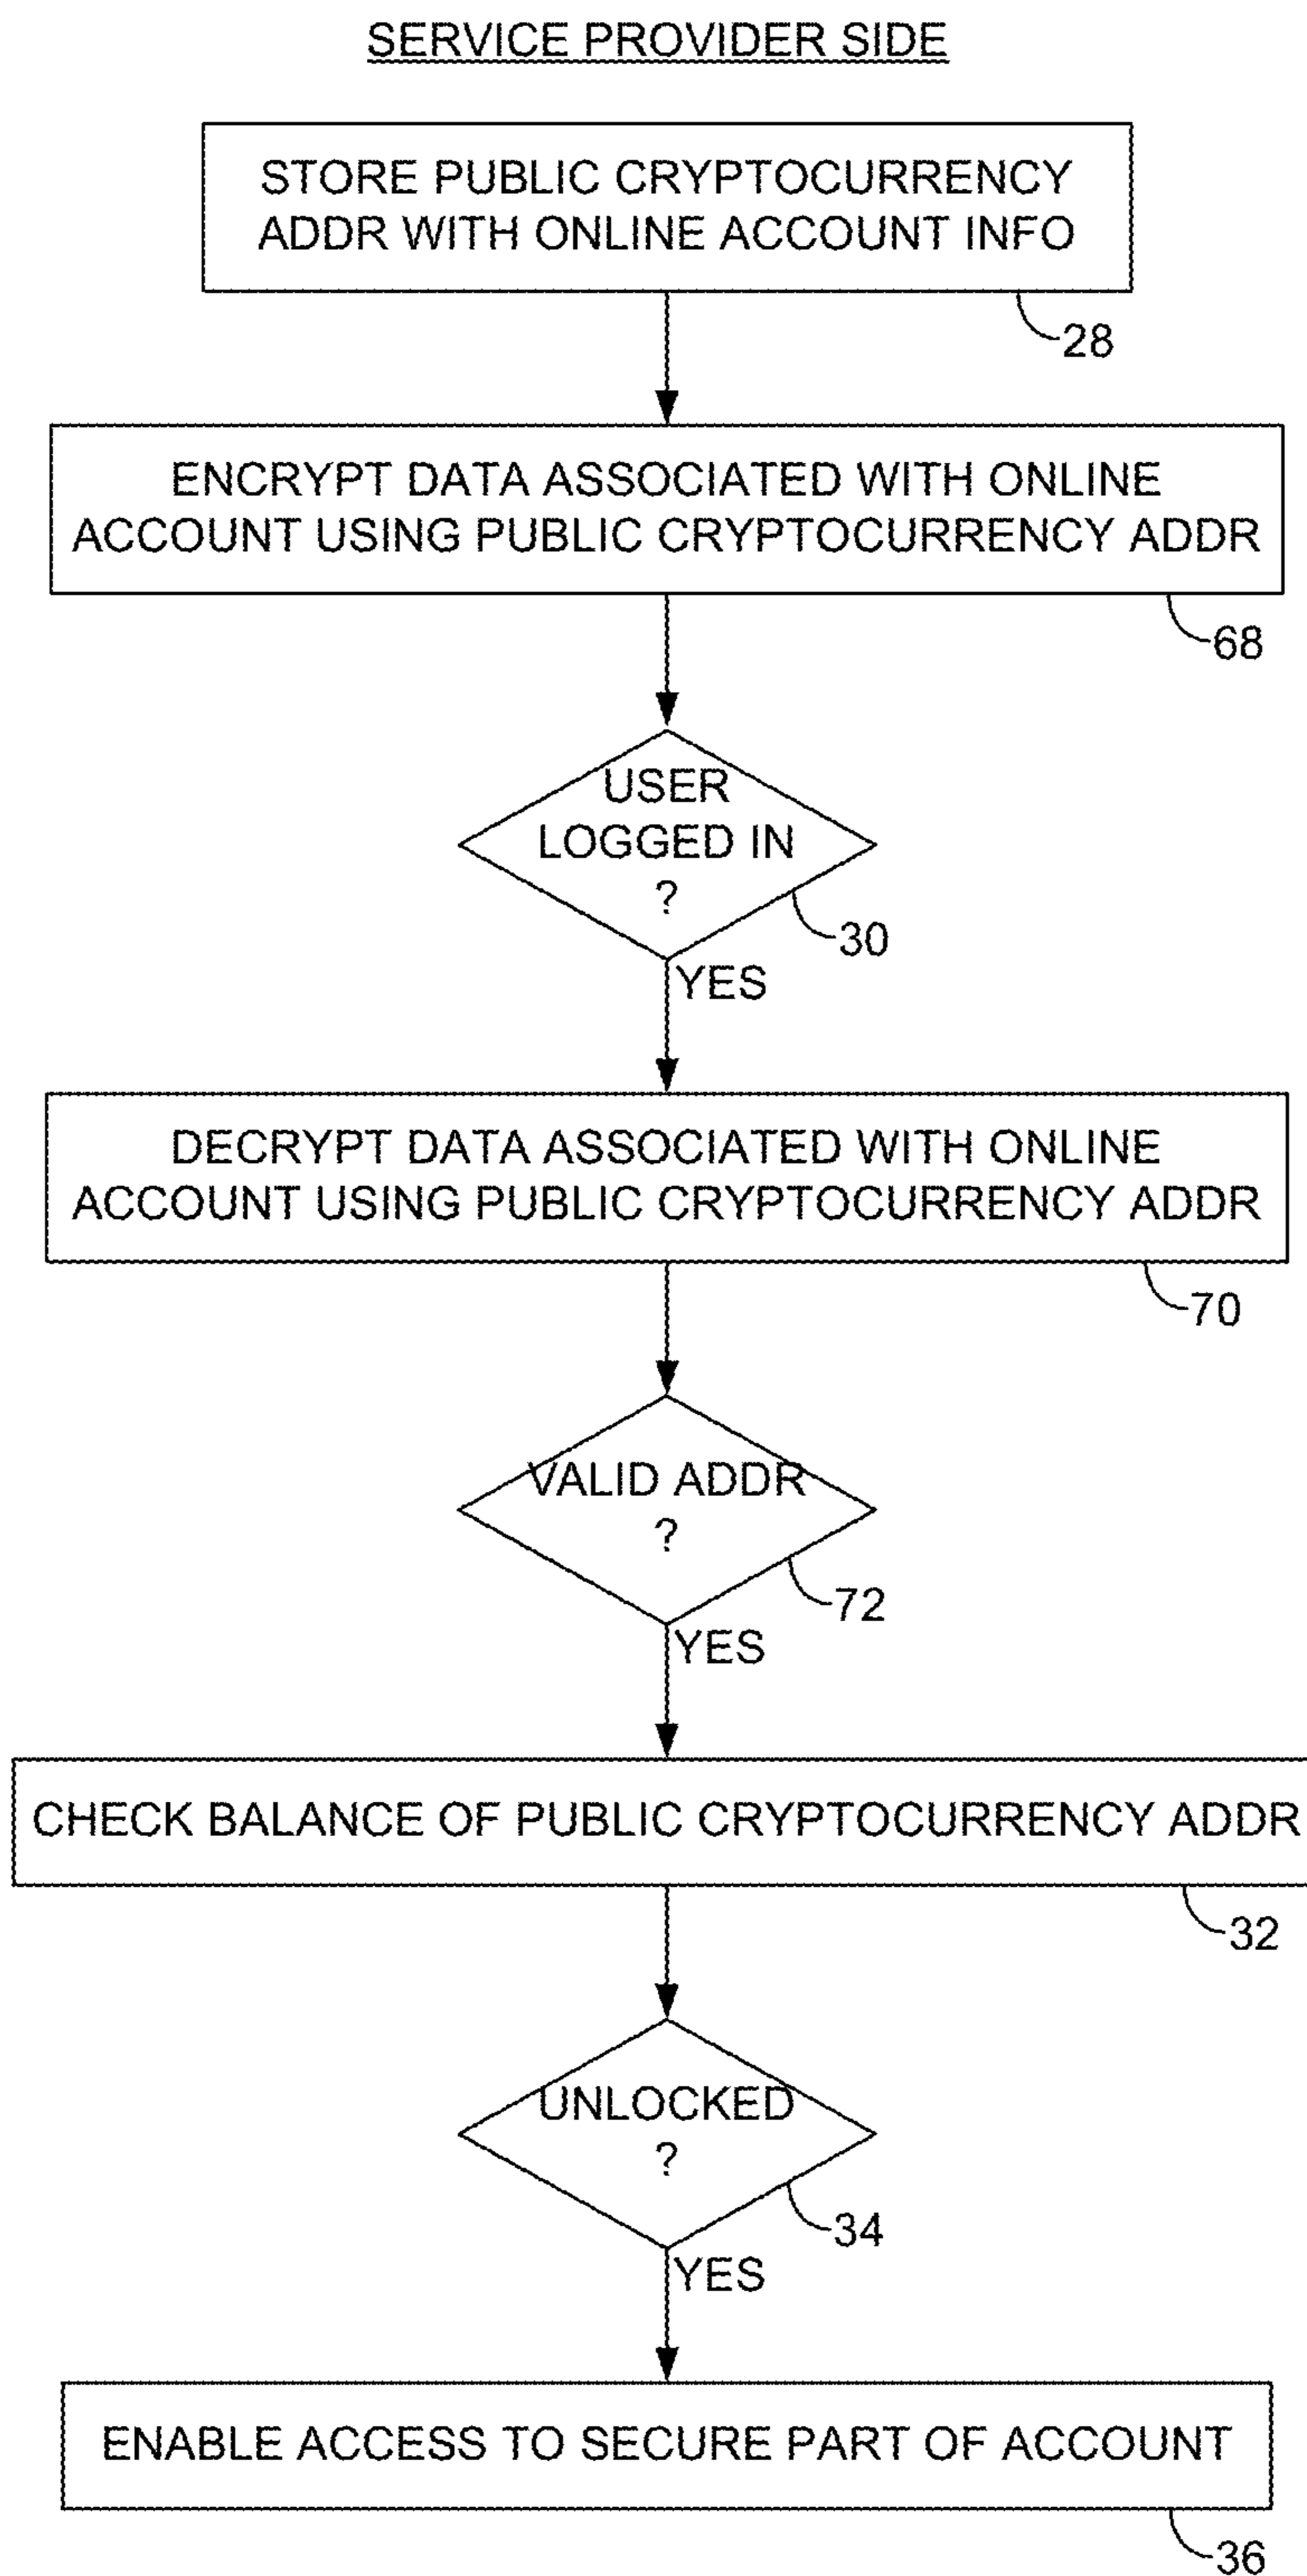 SERVICE PROVIDER SIDE
STORE PUBLIC CRYPTOCURRENCY
ADDR WITH ONLINE ACCOUNT INFO
28
ENCRYPT DATA ASSOCIATED WITH ONLINE
ACCOUNT USING PUBLIC CRYPTOCURRENCY ADDR
68
USER
LOGGED IN
?
30
YES
DECRYPT DATA ASSOCIATED WITH ONLINE
ACCOUNT USING PUBLIC CRYPTOCURRENCY ADDR
70
VALID ADDR
?
72
YES
CHECK BALANCE OF PUBLIC CRYPTOCURRENCY ADDR
32
UNLOCKED
?
34
YES
ENABLE ACCESS TO SECURE PART OF ACCOUNT
36